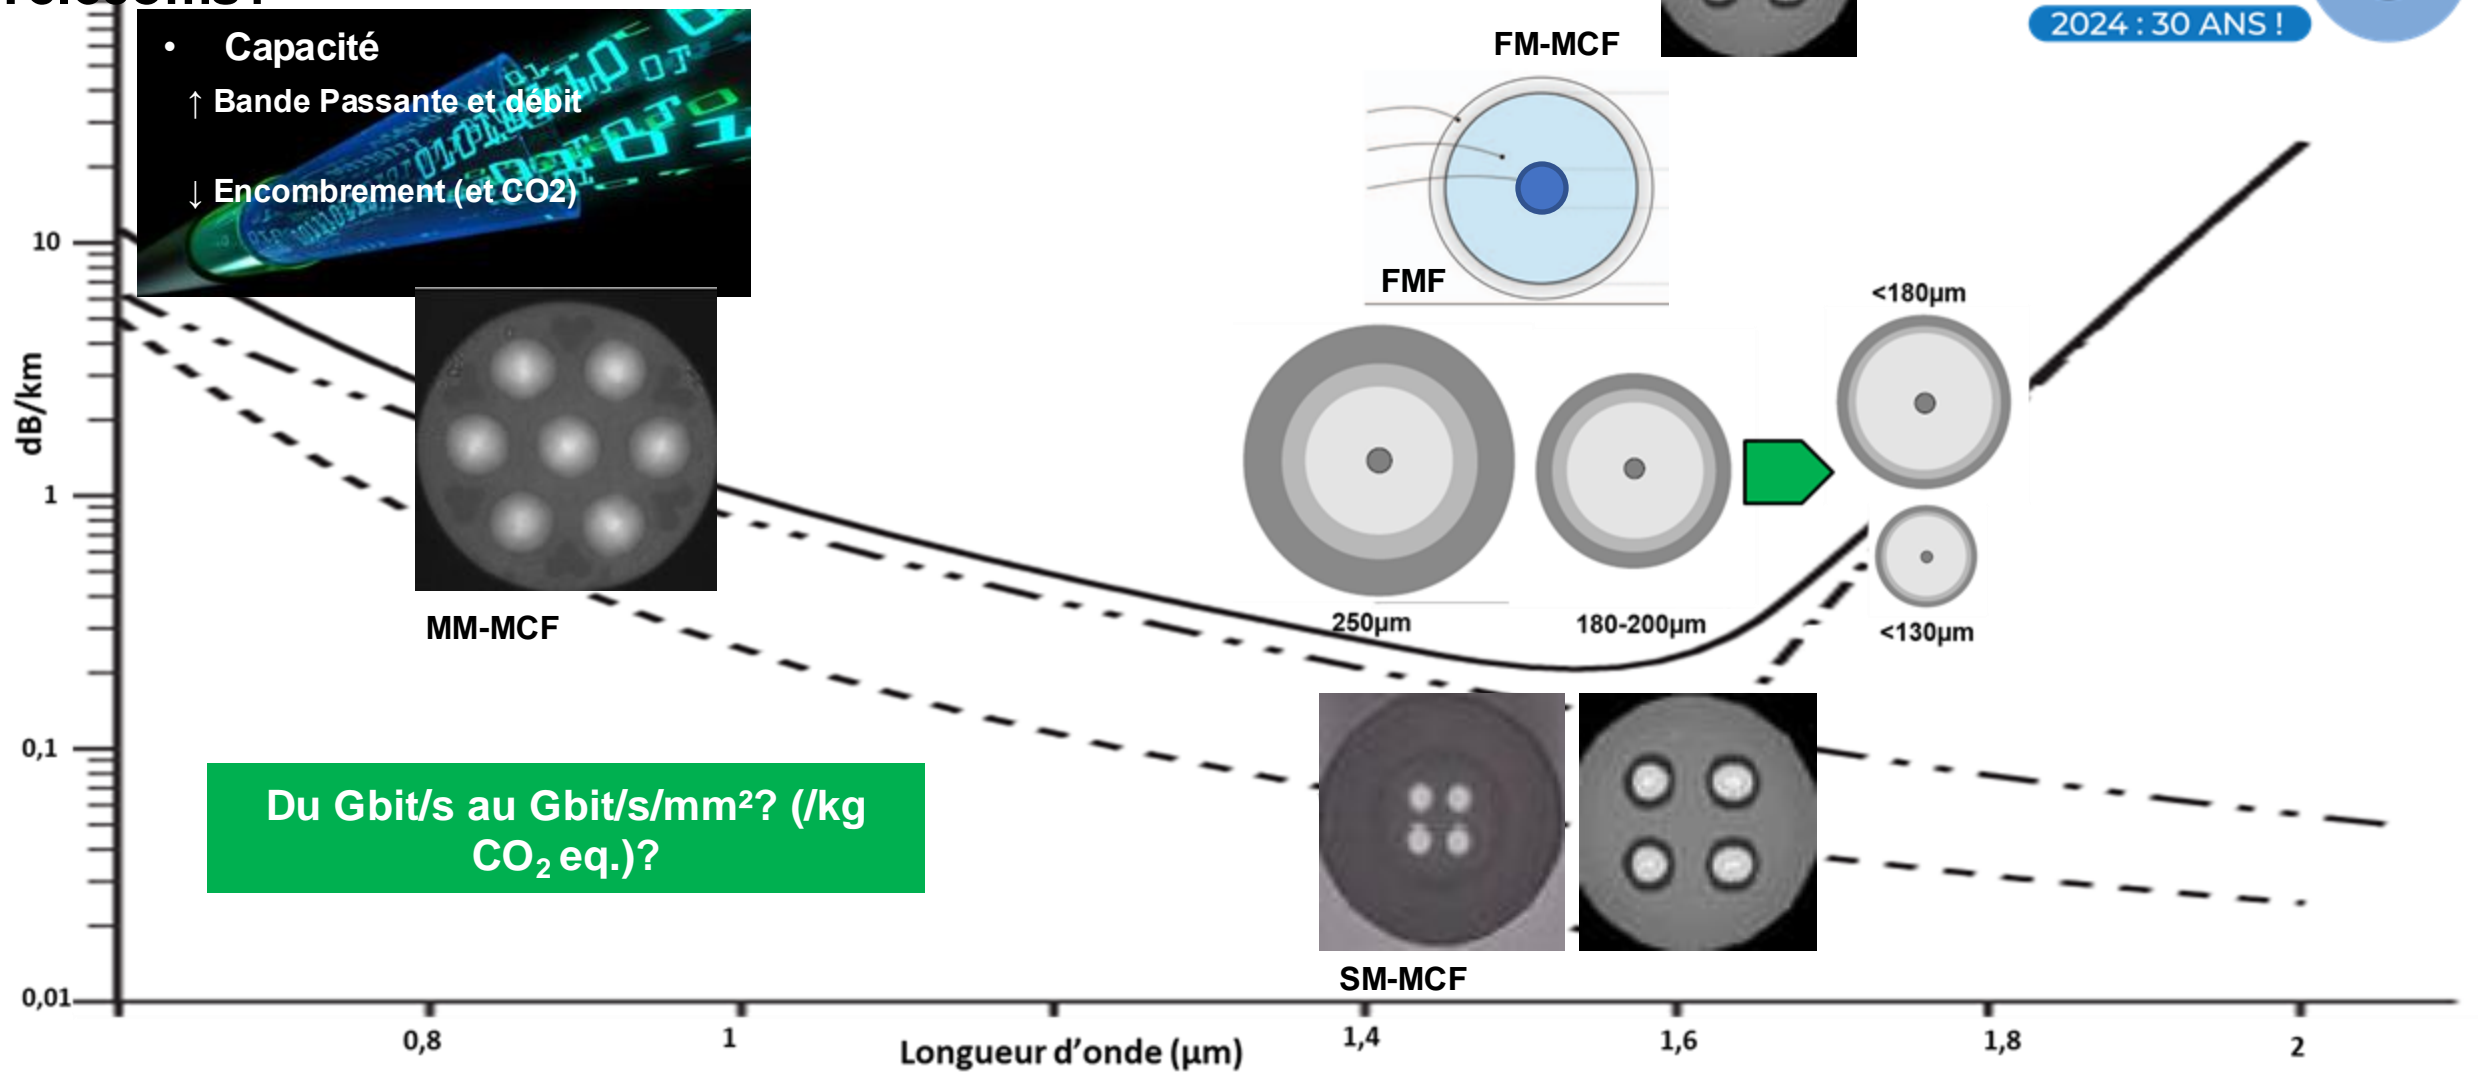 • Capacité
↑ Bande Passante et débit
↓ Encombrement (et CO2)
2024 : 30 ANS !
FM-MCF
FMF
<180µm
250µm
180-200µm
<130µm
MM-MCF
SM-MCF
Du Gbit/s au Gbit/s/mm²? (/kg
CO₂ eq.)?
dB/km
10
1
0,1
0,01
0,8
1
1,4
1,6
1,8
2
Longueur d'onde (µm)